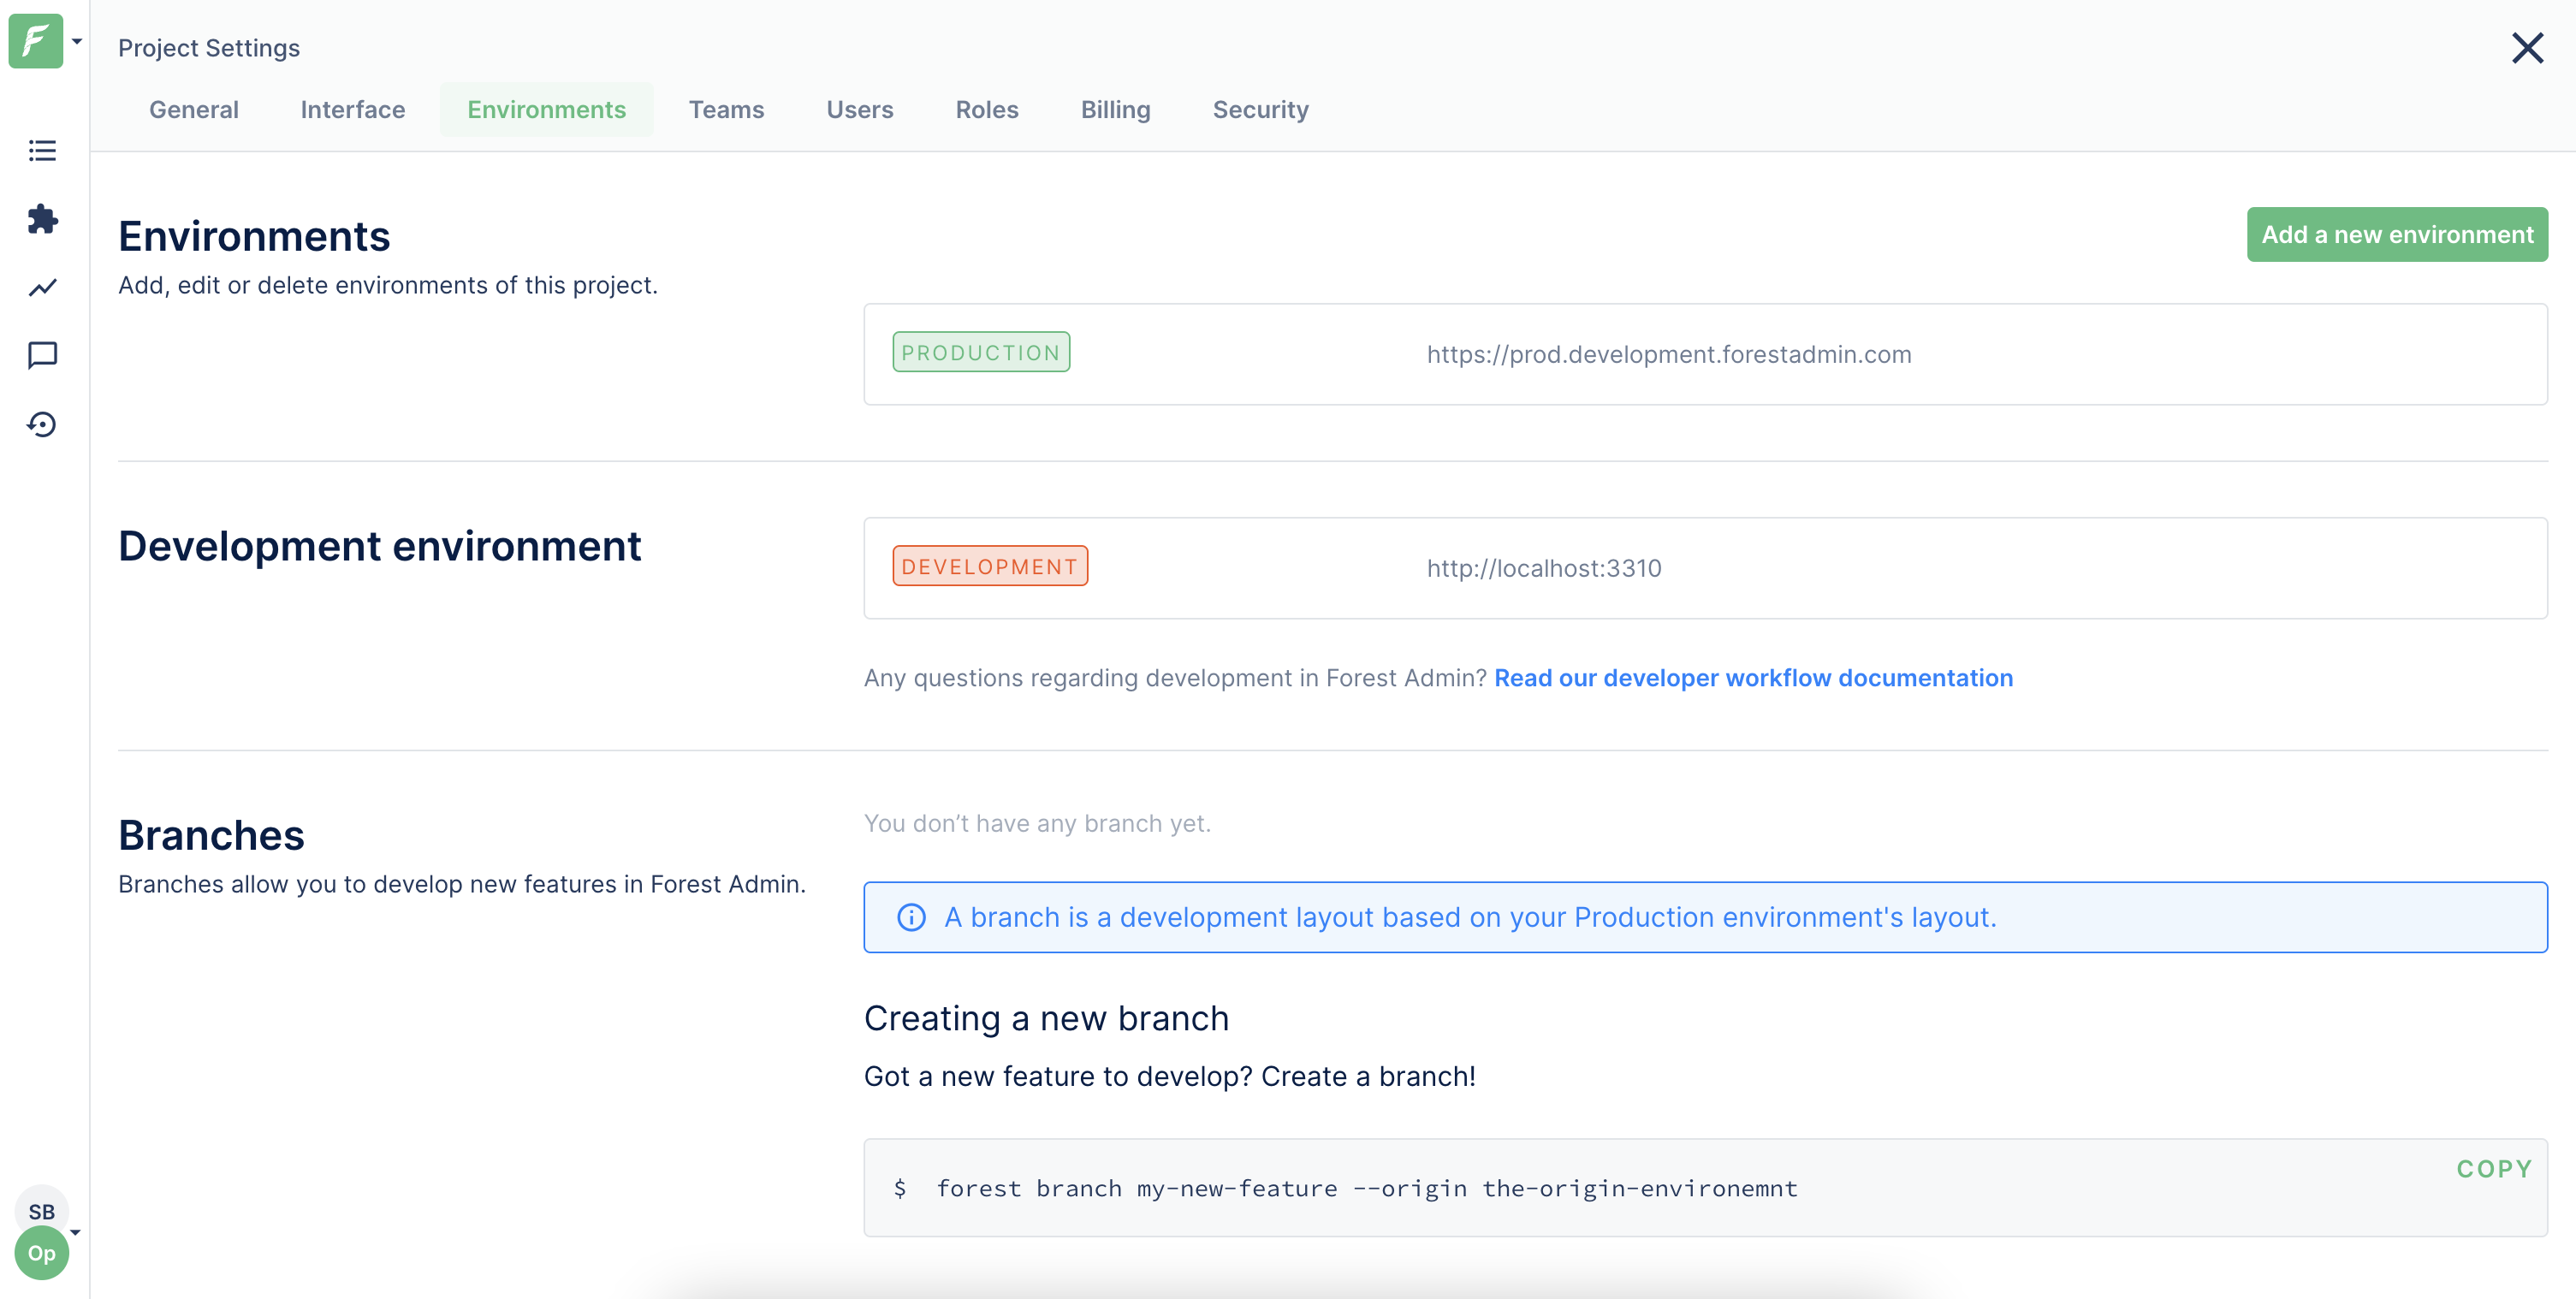 Project Settings
General Interface Environments Teams Users Roles Billing Security
Environments
Add a new environment
Add, edit or delete environments of this project.
PRODUCTION https://prod.development.forestadmin.com
Development environment
DEVELOPMENT http://localhost:3310
Any questions regarding development in Forest Admin? Read our developer workflow documentation
Branches
You don’t have any branch yet.
Branches allow you to develop new features in Forest Admin.
A branch is a development layout based on your Production environment's layout.
Creating a new branch
Got a new feature to develop? Create a branch!
COPY
$ forest branch my-new-feature --origin the-origin-environemnt
SB
Op